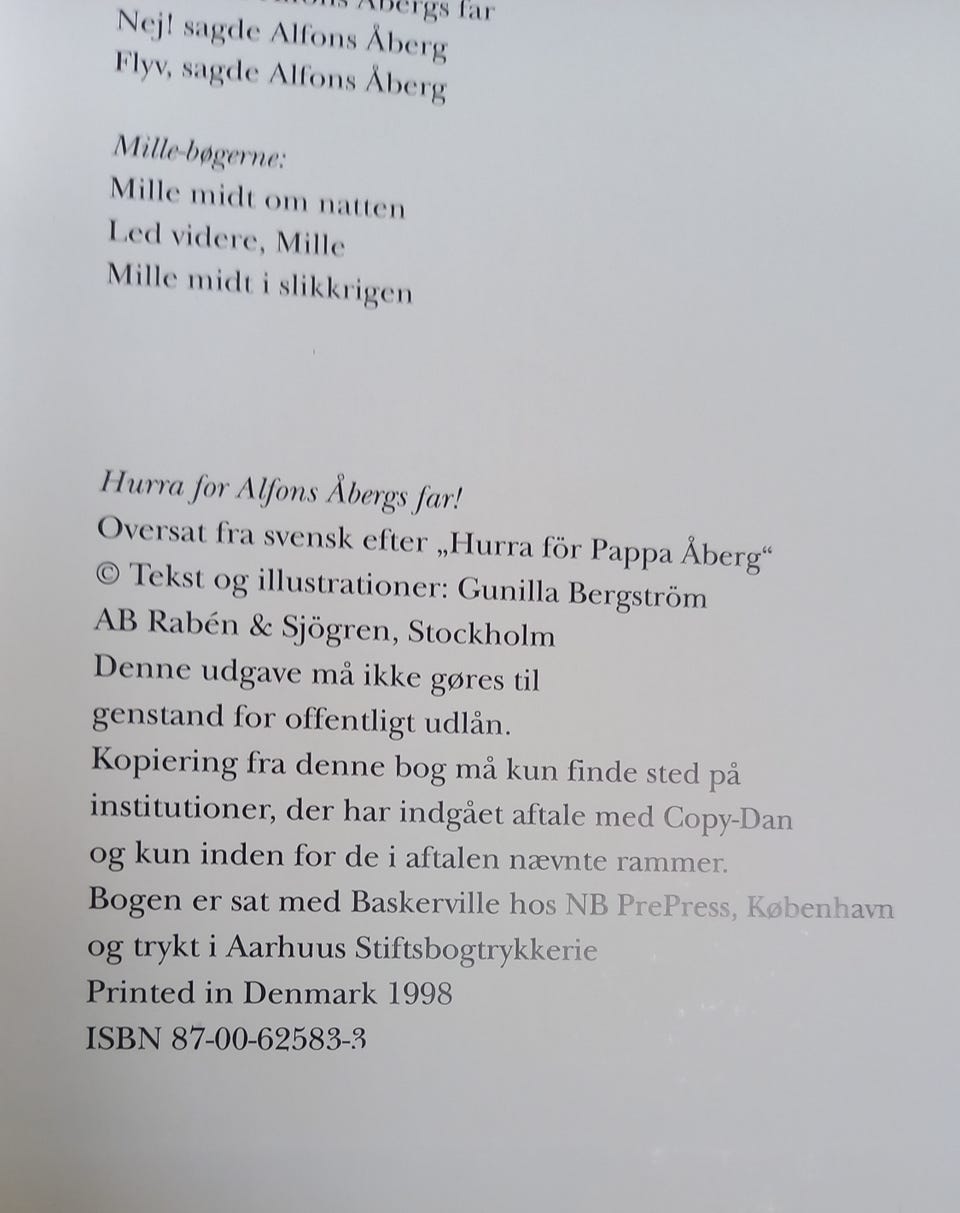 Åbergs far
Nej! sagde Alfons Åberg
Flyv, sagde Alfons Åberg
Mille-bøgerne:
Mille midt om natten
Led videre, Mille
Mille midt i slikkrigen
Hurra for Alfons Åbergs far!
Oversat fra svensk efter „Hurra för Pappa Åberg“
© Tekst og illustrationer: Gunilla Bergström
AB Rabén & Sjögren, Stockholm
Denne udgave må ikke gøres til
genstand for offentligt udlån.
Kopiering fra denne bog må kun finde sted på
institutioner, der har indgået aftale med Copy-Dan
og kun inden for de i aftalen nævnte rammer.
Bogen er sat med Baskerville hos NB PrePress, København
og trykt i Aarhuus Stiftsbogtrykkerie
Printed in Denmark 1998
ISBN 87-00-62583-3